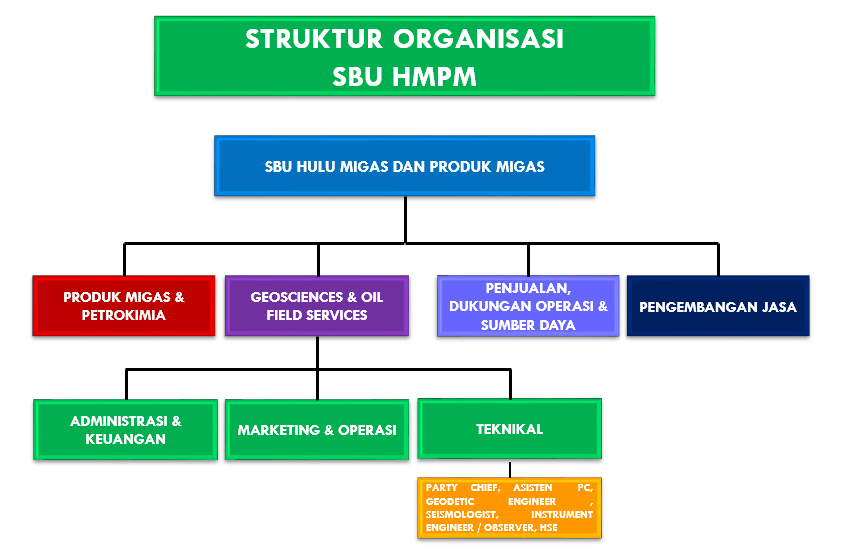 STRUKTUR ORGANISASI
SBU HMPM
SBU HULU MIGAS DAN PRODUK MIGAS
PRODUK MIGAS &
PETROKIMIA
GEOSCIENCES & OIL
FIELD SERVICES
PENJUALAN,
DUKUNGAN OPERASI &
SUMBER DAYA
PENGEMBANGAN JASA
ADMINISTRASI &
KEUANGAN
MARKETING & OPERASI
TEKNIKAL
PARTY CHIEF, ASISTEN PC,
GEODETIC ENGINEER ,
SEISMOLOGIST, INSTRUMENT
ENGINEER / OBSERVER, HSE